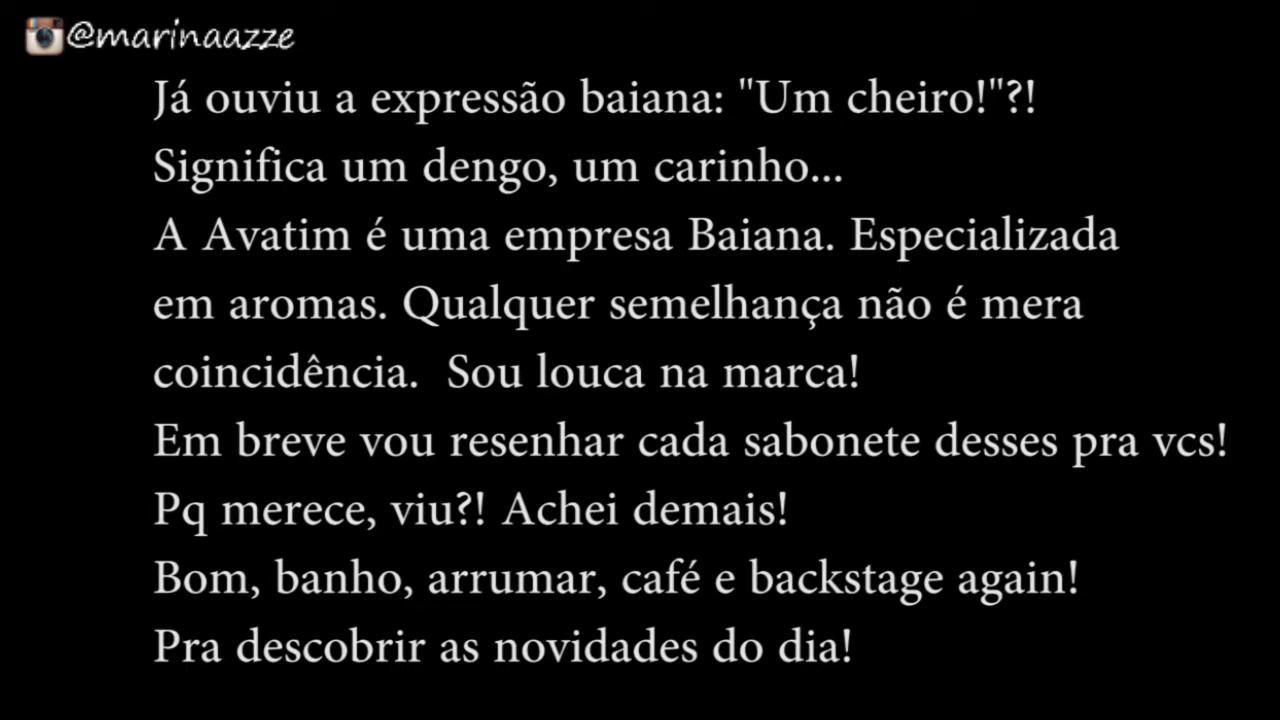 @marinaazze
Já ouviu a expressão baiana: "Um cheiro!"?!
Significa um dengo, um carinho...
A Avatim é uma empresa Baiana. Especializada
em aromas. Qualquer semelhança não é mera
coincidência.  Sou louca na marca!
Em breve vou resenhar cada sabonete desses pra vcs!
Pq merece, viu?! Achei demais!
Bom, banho, arrumar, café e backstage again!
Pra descobrir as novidades do dia!